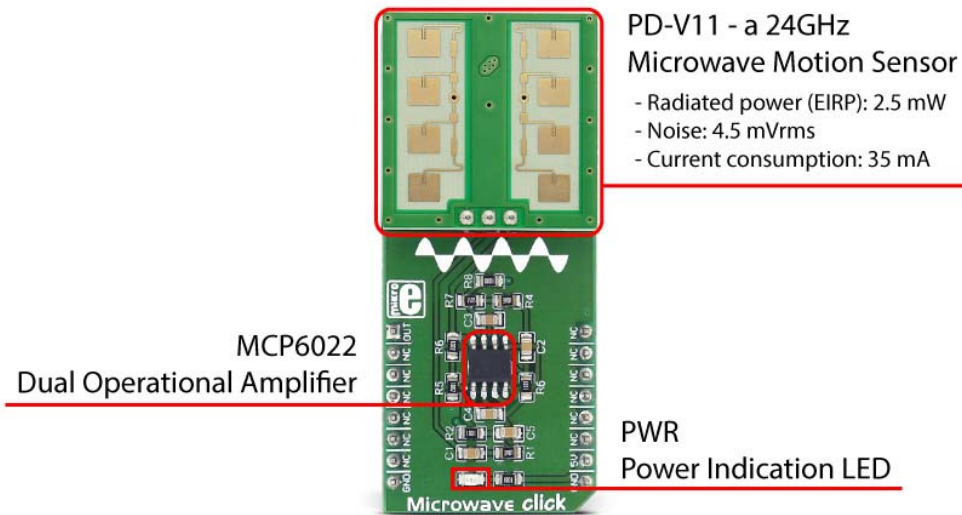 PD-V11 - a 24GHz
Microwave Motion Sensor
- Radiated power (EIRP): 2.5 mW
- Noise: 4.5 mVrms
- Current consumption: 35 mA
MCP6022
Dual Operational Amplifier
PWR
Power Indication LED
mikro
e
R8
R7
R4
C3
OUT
NC
NC
NC
NC
NC
NC
GND
R6
C2
R5
R6
C4
R2
C5
C1
R1
NC
NC
NC
NC
NC
NC
5V
GND
Microwave click